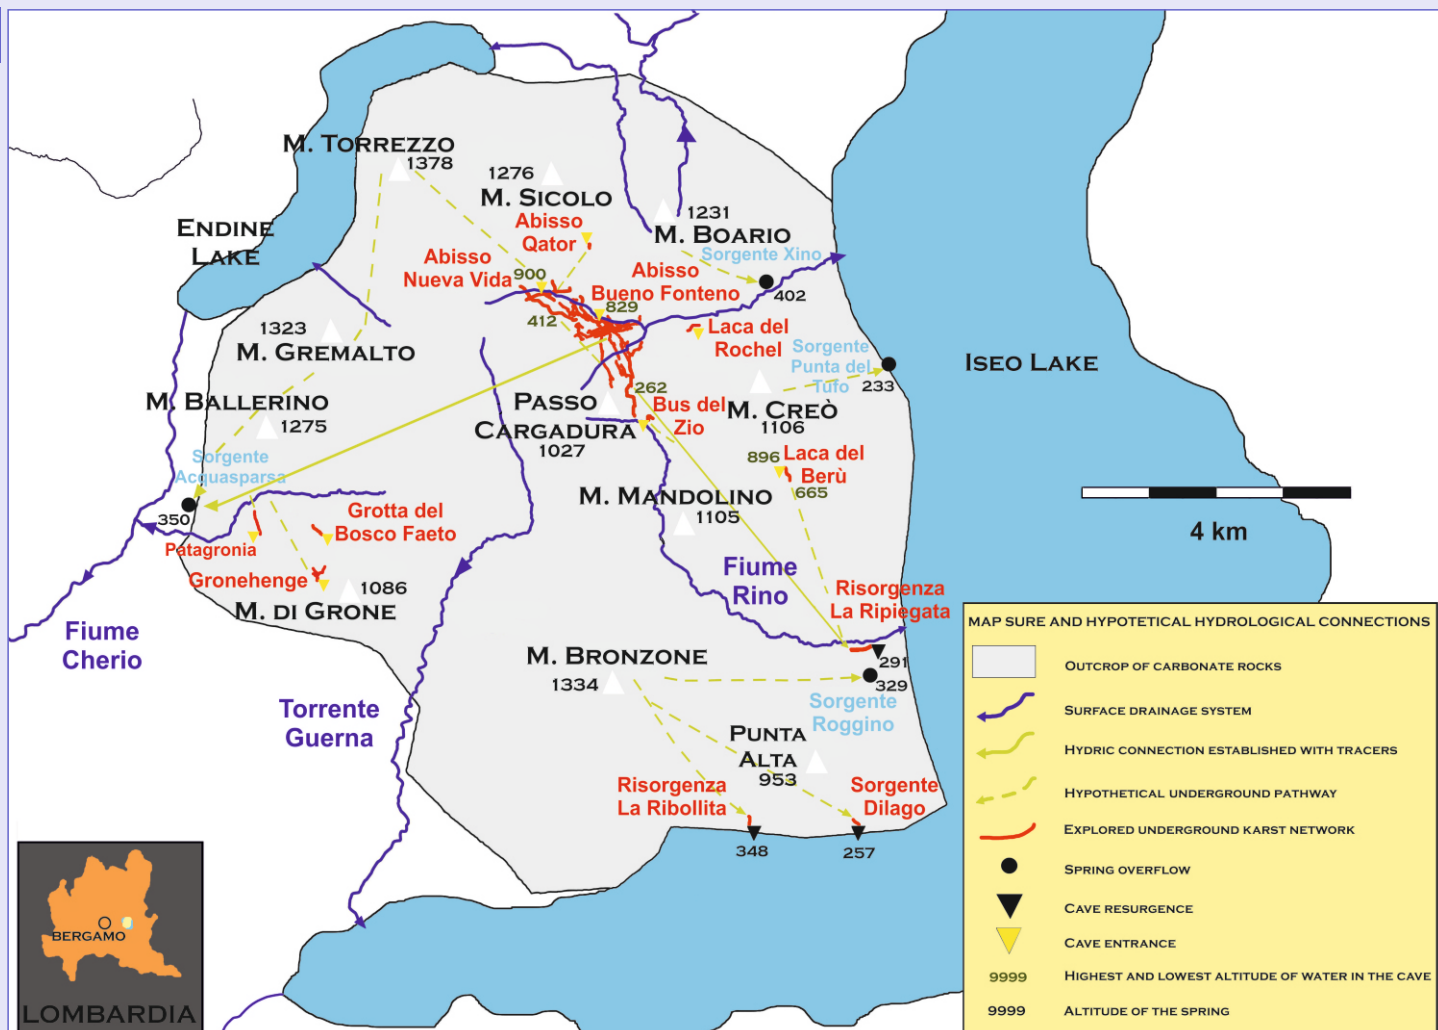 M. TORREZZO
1378
1276
M. SICOLO
1231
M. BOARIO
ENDINE
LAKE
Abisso
Qator
Sorgente Xino
402
Abisso
Nueva Vida
900
412
Abisso
Bueno Fonteno
829
Laca del
Rochel
Sorgente
Punta del
Tufo
233
ISEO LAKE
1323
M. GREMALTO
262
M. CREÒ
1106
M. BALLERINO
1275
PASSO
CARGADURA
1027
Bus del
Zio
896
Laca del
Berù
665
Sorgente
Acquasparsa
350
M. MANDOLINO
1105
4 km
Patagronia
Grotta del
Bosco Faeto
Gronehenge
1086
M. DI GRONE
Fiume
Rino
Risorgenza
La Ripiegata
291
329
Fiume
Cherio
M. BRONZONE
1334
Sorgente
Roggino
Torrente
Guerna
PUNTA
ALTA
953
Risorgenza
La Ribollita
348
Sorgente
Dilago
257
BERGAMO
LOMBARDIA
MAP SURE AND HYPOTETICAL HYDROLOGICAL CONNECTIONS
OUTCROP OF CARBONATE ROCKS
SURFACE DRAINAGE SYSTEM
HYDRIC CONNECTION ESTABLISHED WITH TRACERS
HYPOTHETICAL UNDERGROUND PATHWAY
EXPLORED UNDERGROUND KARST NETWORK
SPRING OVERFLOW
CAVE RESURGENCE
CAVE ENTRANCE
9999 HIGHEST AND LOWEST ALTITUDE OF WATER IN THE CAVE
9999 ALTITUDE OF THE SPRING